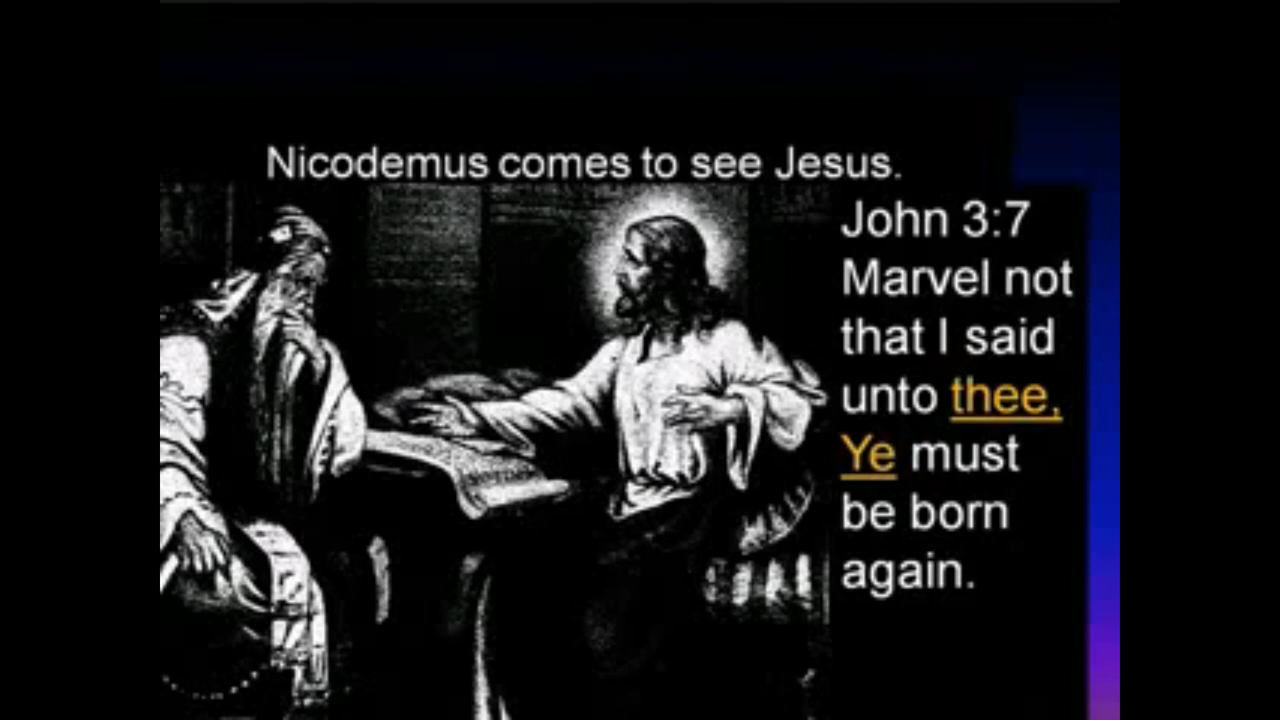 Nicodemus comes to see Jesus.
John 3:7
Marvel not
that I said
unto thee,
Ye must
be born
again.